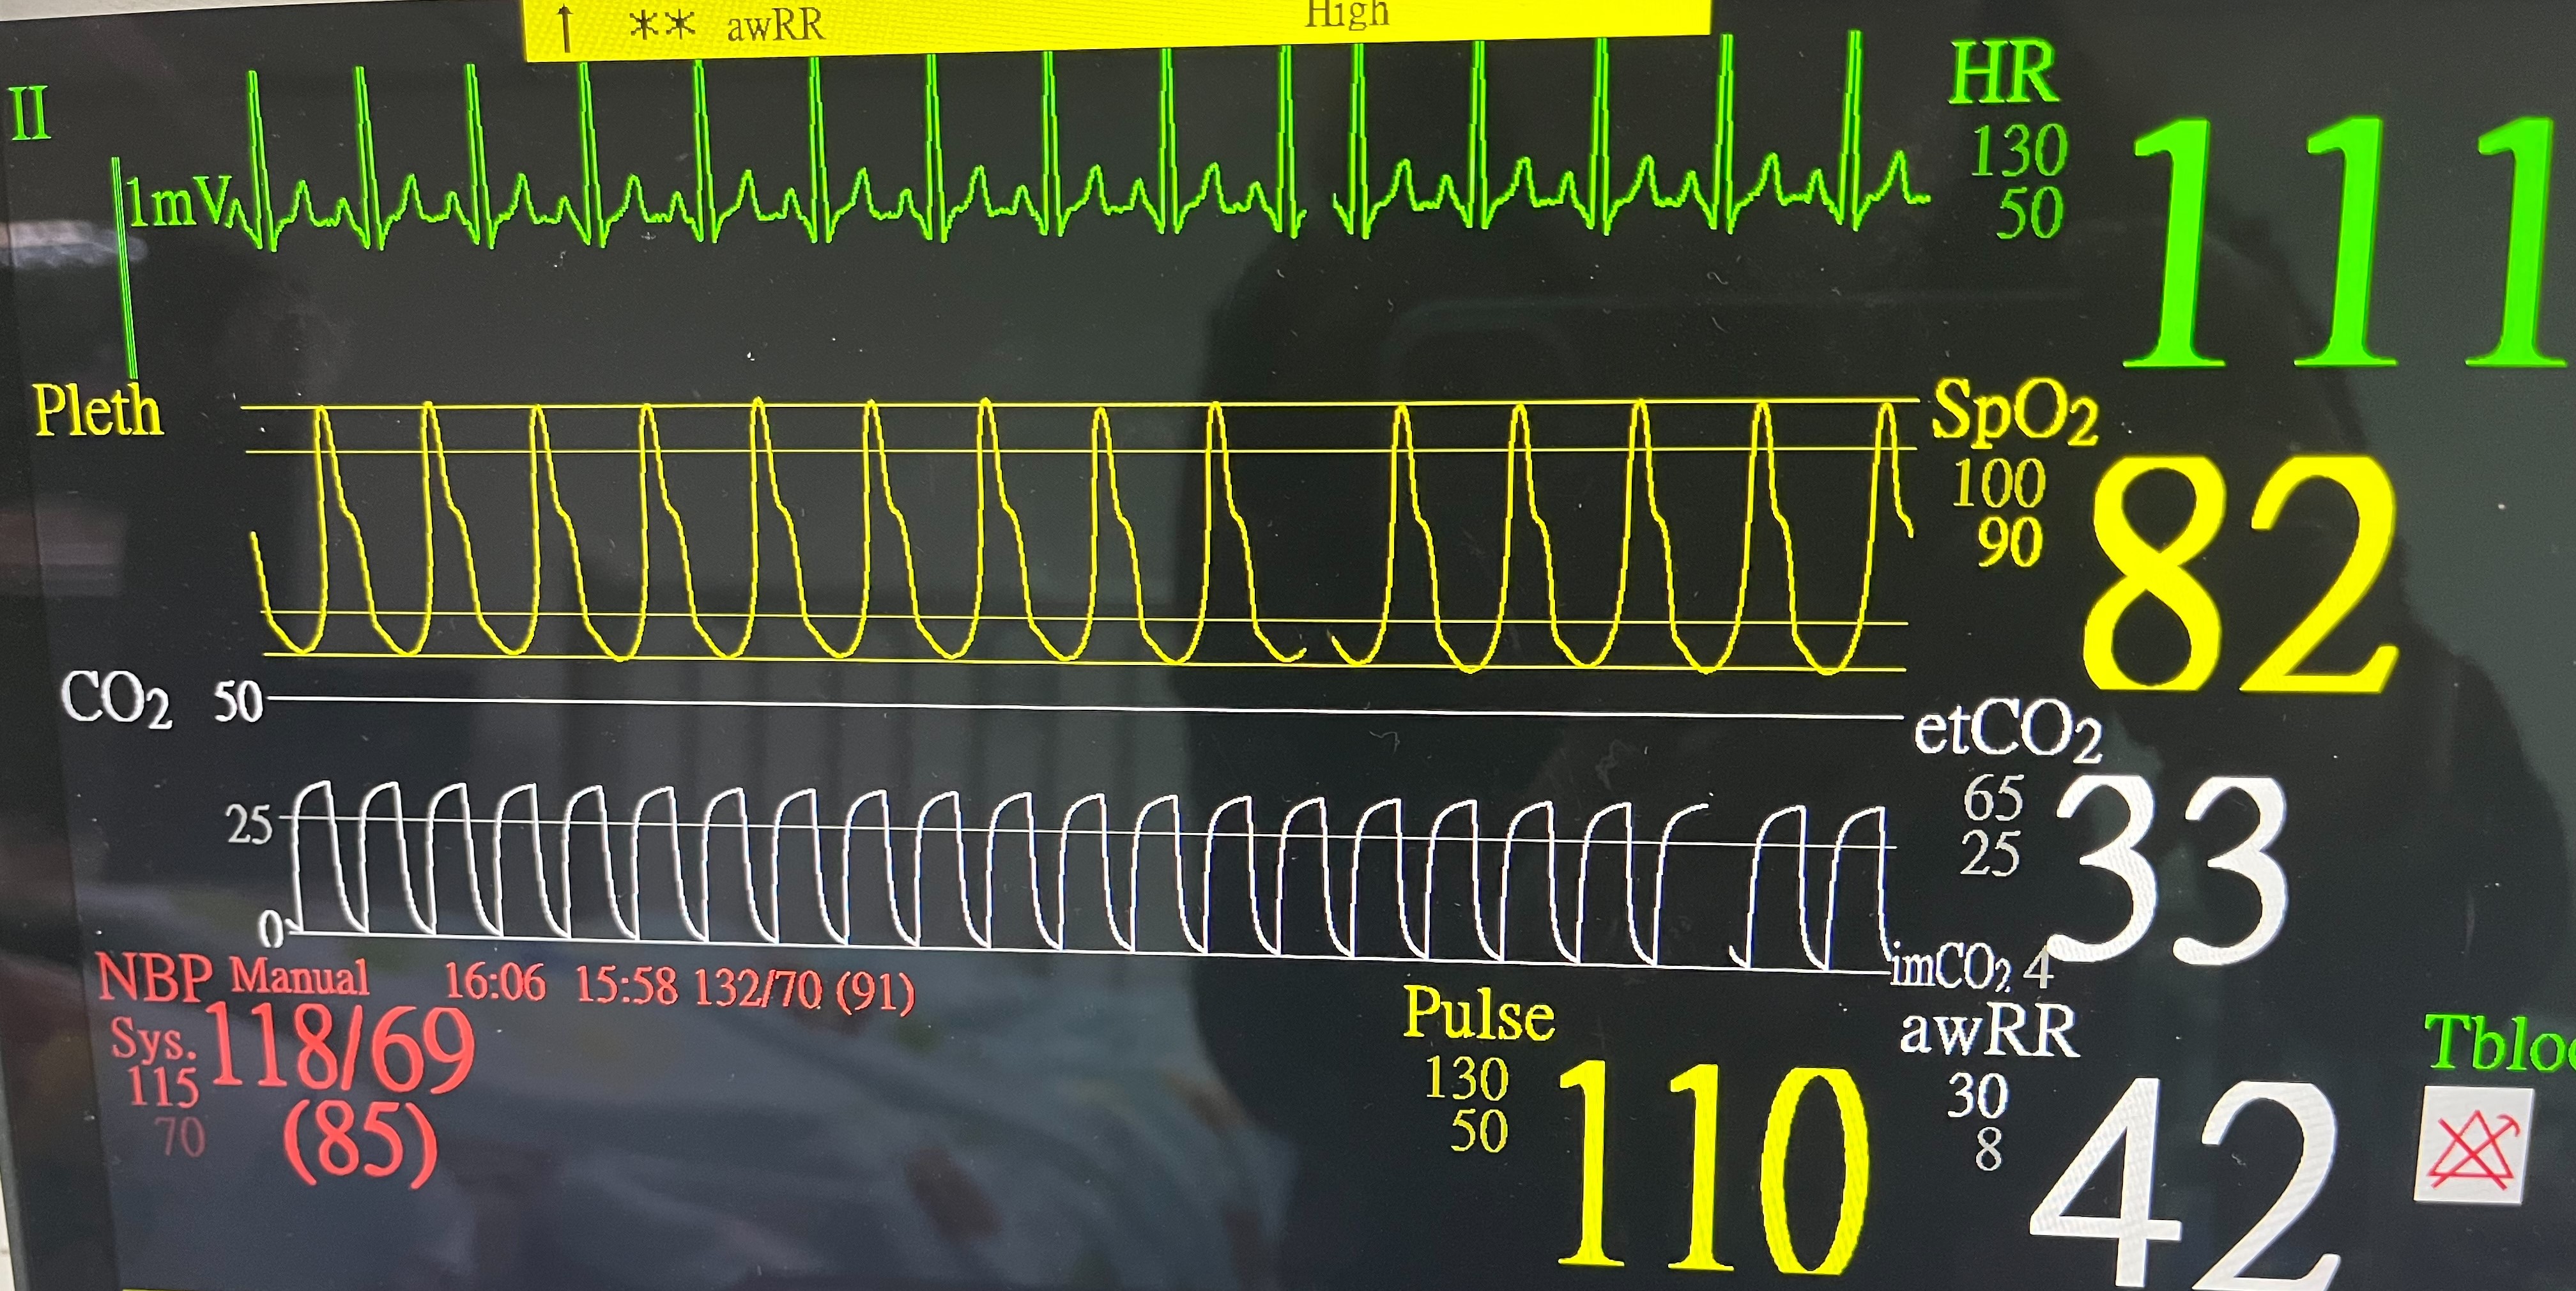 ↑ ** awRR High
II
1mV
HR
130
50
111
Pleth
SpO₂
100
90
82
CO₂ 50
25
0
etCO₂
65
25
33
imCO₂ 4
NBP Manual 16:06 15:58 132/70 (91)
Sys.
115
70
118/69
(85)
Pulse
130
50
110
awRR
30
8
42